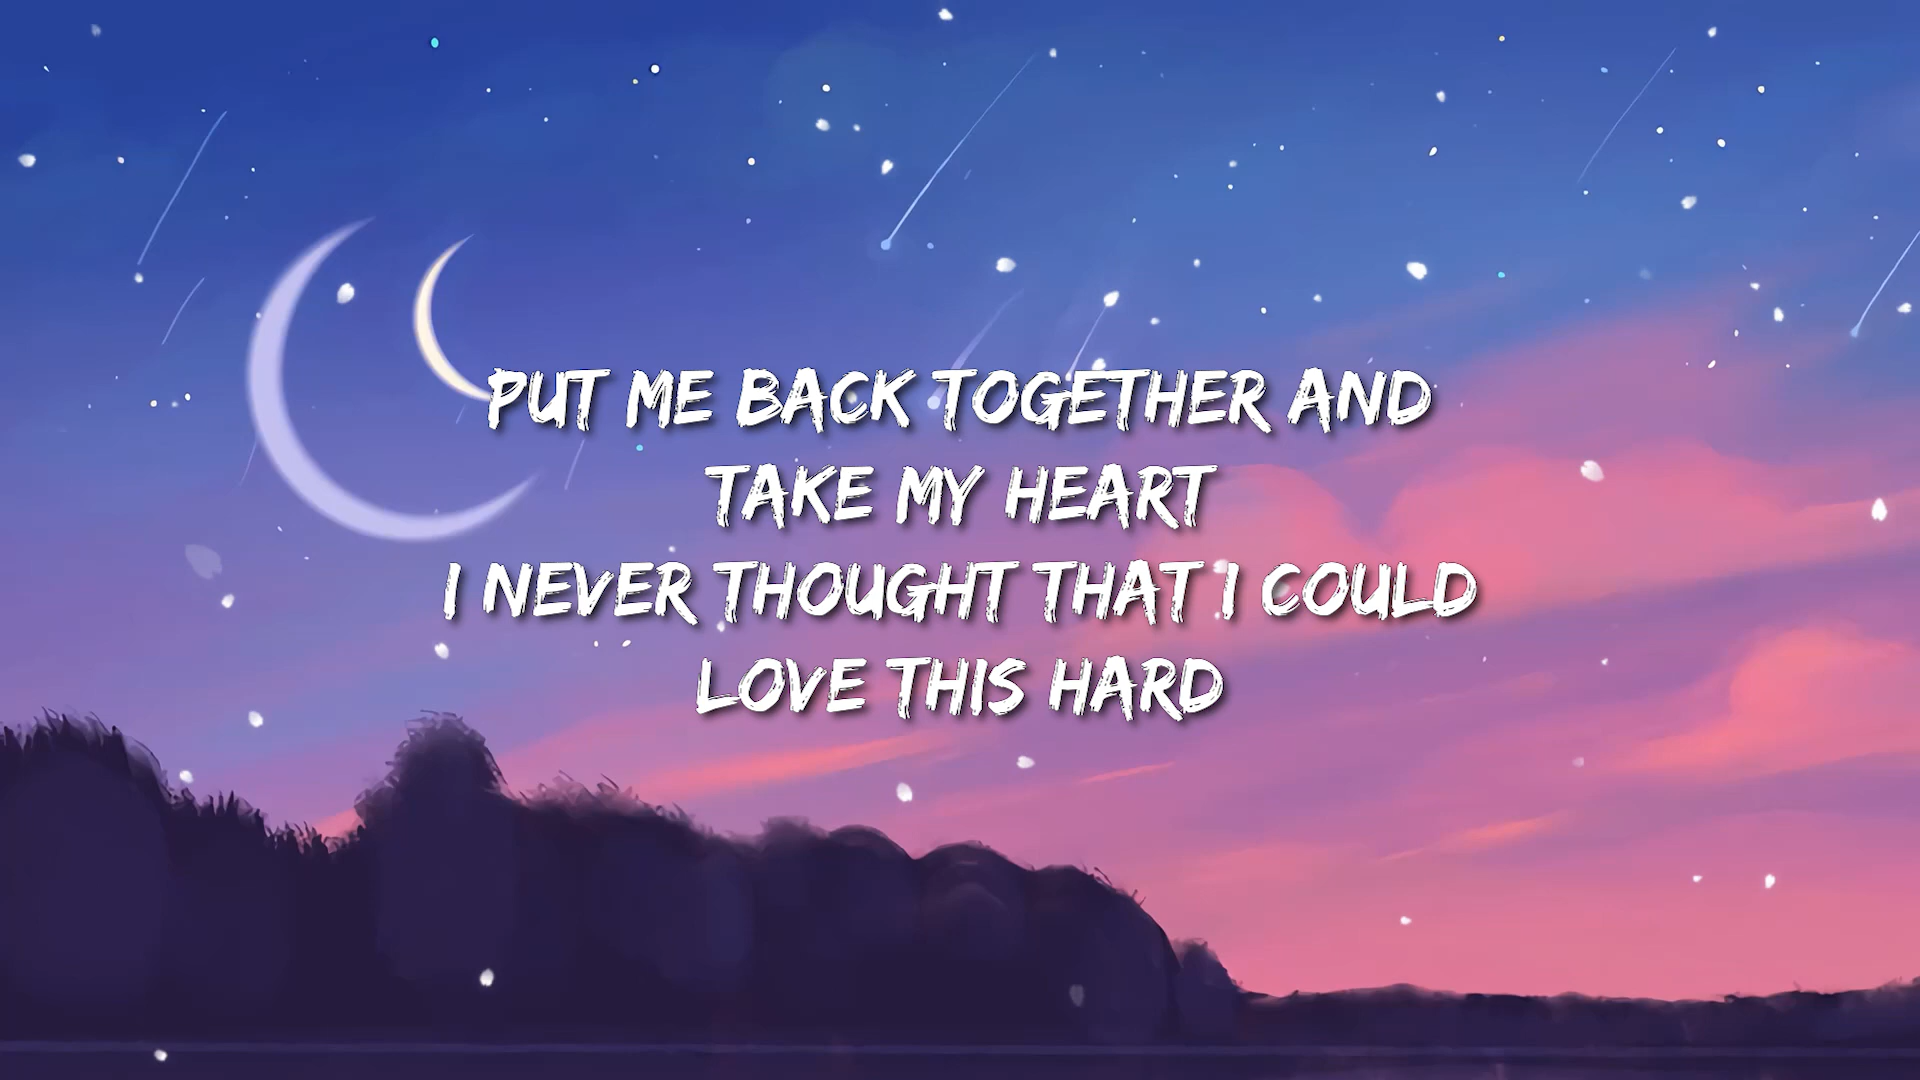 PUT ME BACK TOGETHER AND
TAKE MY HEART
I NEVER THOUGHT THAT I COULD
LOVE THIS HARD